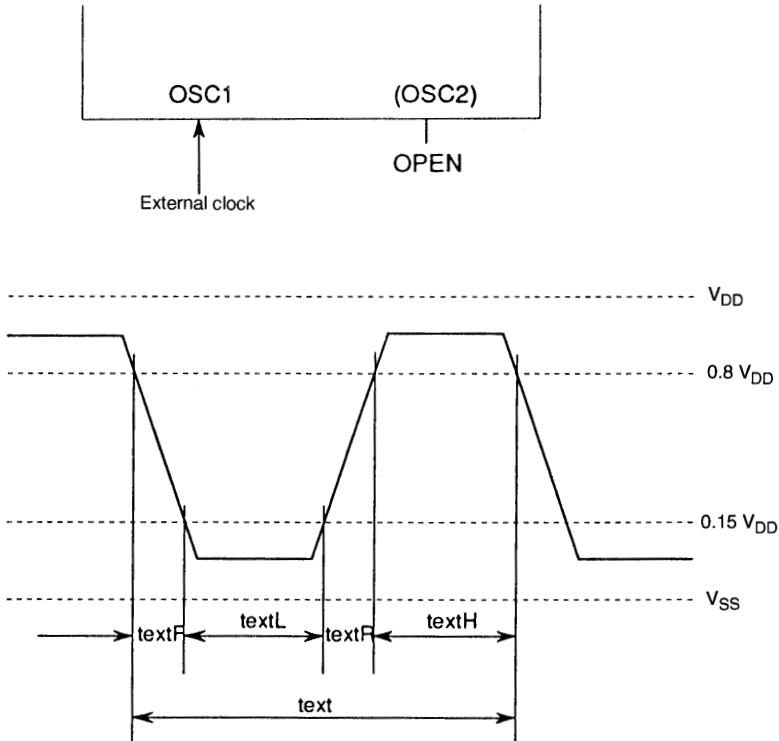 OSC1 (OSC2)
OPEN
External clock
VDD
0.8 VDD
0.15 VDD
VSS
textF textL textR textH
text